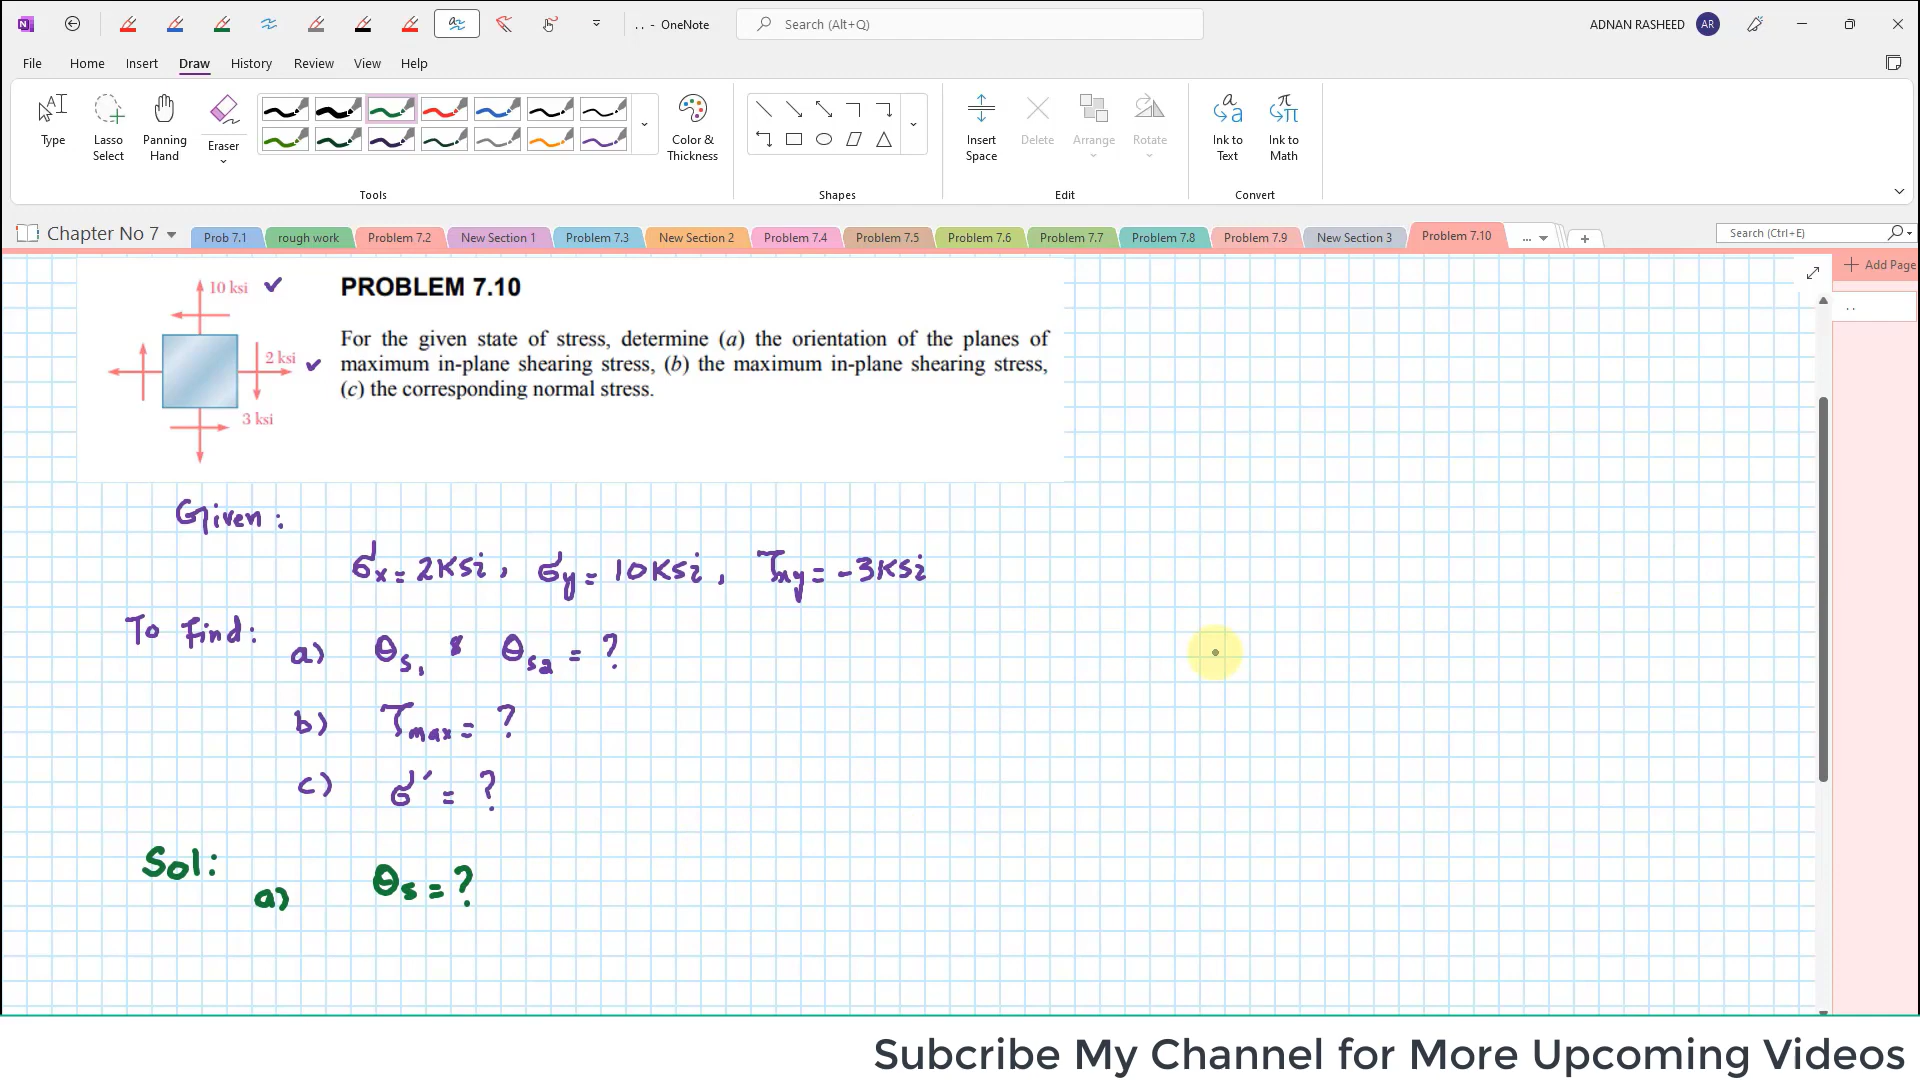 .. - OneNote
Search (Alt+Q)
ADNAN RASHEED
AR
File Home Insert Draw History Review View Help
Type
Lasso Select
Panning Hand
Eraser
Color & Thickness
Insert Space
Delete
Arrange
Rotate
Ink to Text
Ink to Math
Tools
Shapes
Edit
Convert
Chapter No 7
Prob 7.1
rough work
Problem 7.2
New Section 1
Problem 7.3
New Section 2
Problem 7.4
Problem 7.5
Problem 7.6
Problem 7.7
Problem 7.8
Problem 7.9
New Section 3
Problem 7.10
...
Search (Ctrl+E)
Add Page
..
10 ksi
2 ksi
3 ksi
PROBLEM 7.10
For the given state of stress, determine (a) the orientation of the planes of
maximum in-plane shearing stress, (b) the maximum in-plane shearing stress,
(c) the corresponding normal stress.
Given:
σx = 2ksi, σy = 10ksi, τxy = -3ksi
To Find:
a) θs1 & θs2 = ?
b) τmax = ?
c) σ' = ?
Sol:
a) θs = ?
Subcribe My Channel for More Upcoming Videos